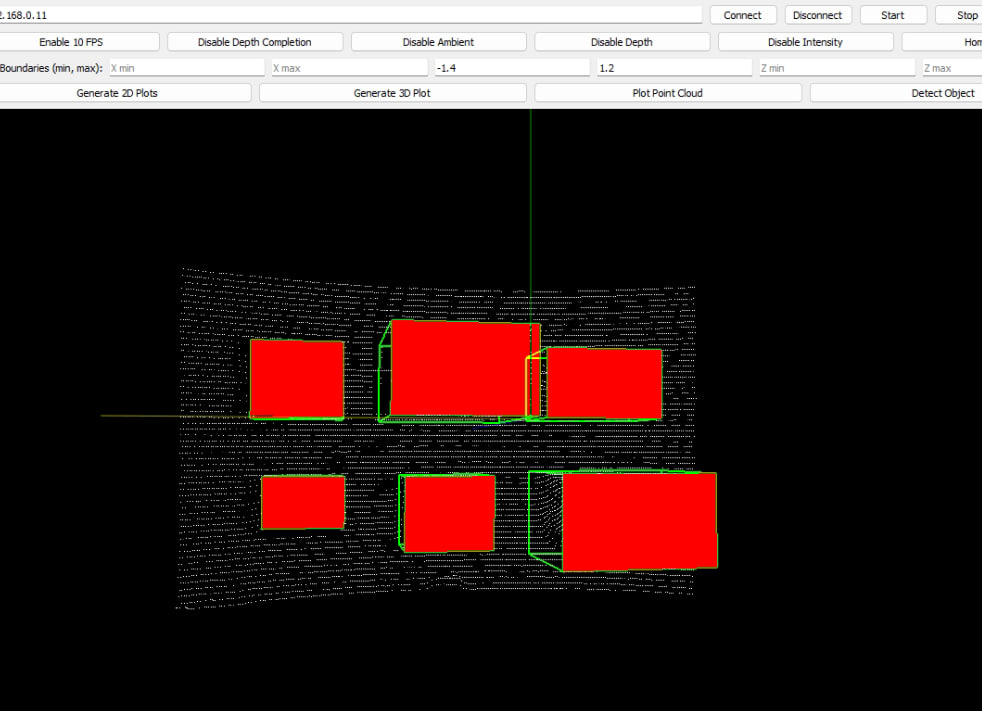 2.168.0.11 Connect Disconnect Start Stop
Enable 10 FPS Disable Depth Completion Disable Ambient Disable Depth Disable Intensity Hom
Boundaries (min, max): X min X max -1.4 1.2 Z min Z max
Generate 2D Plots Generate 3D Plot Plot Point Cloud Detect Object